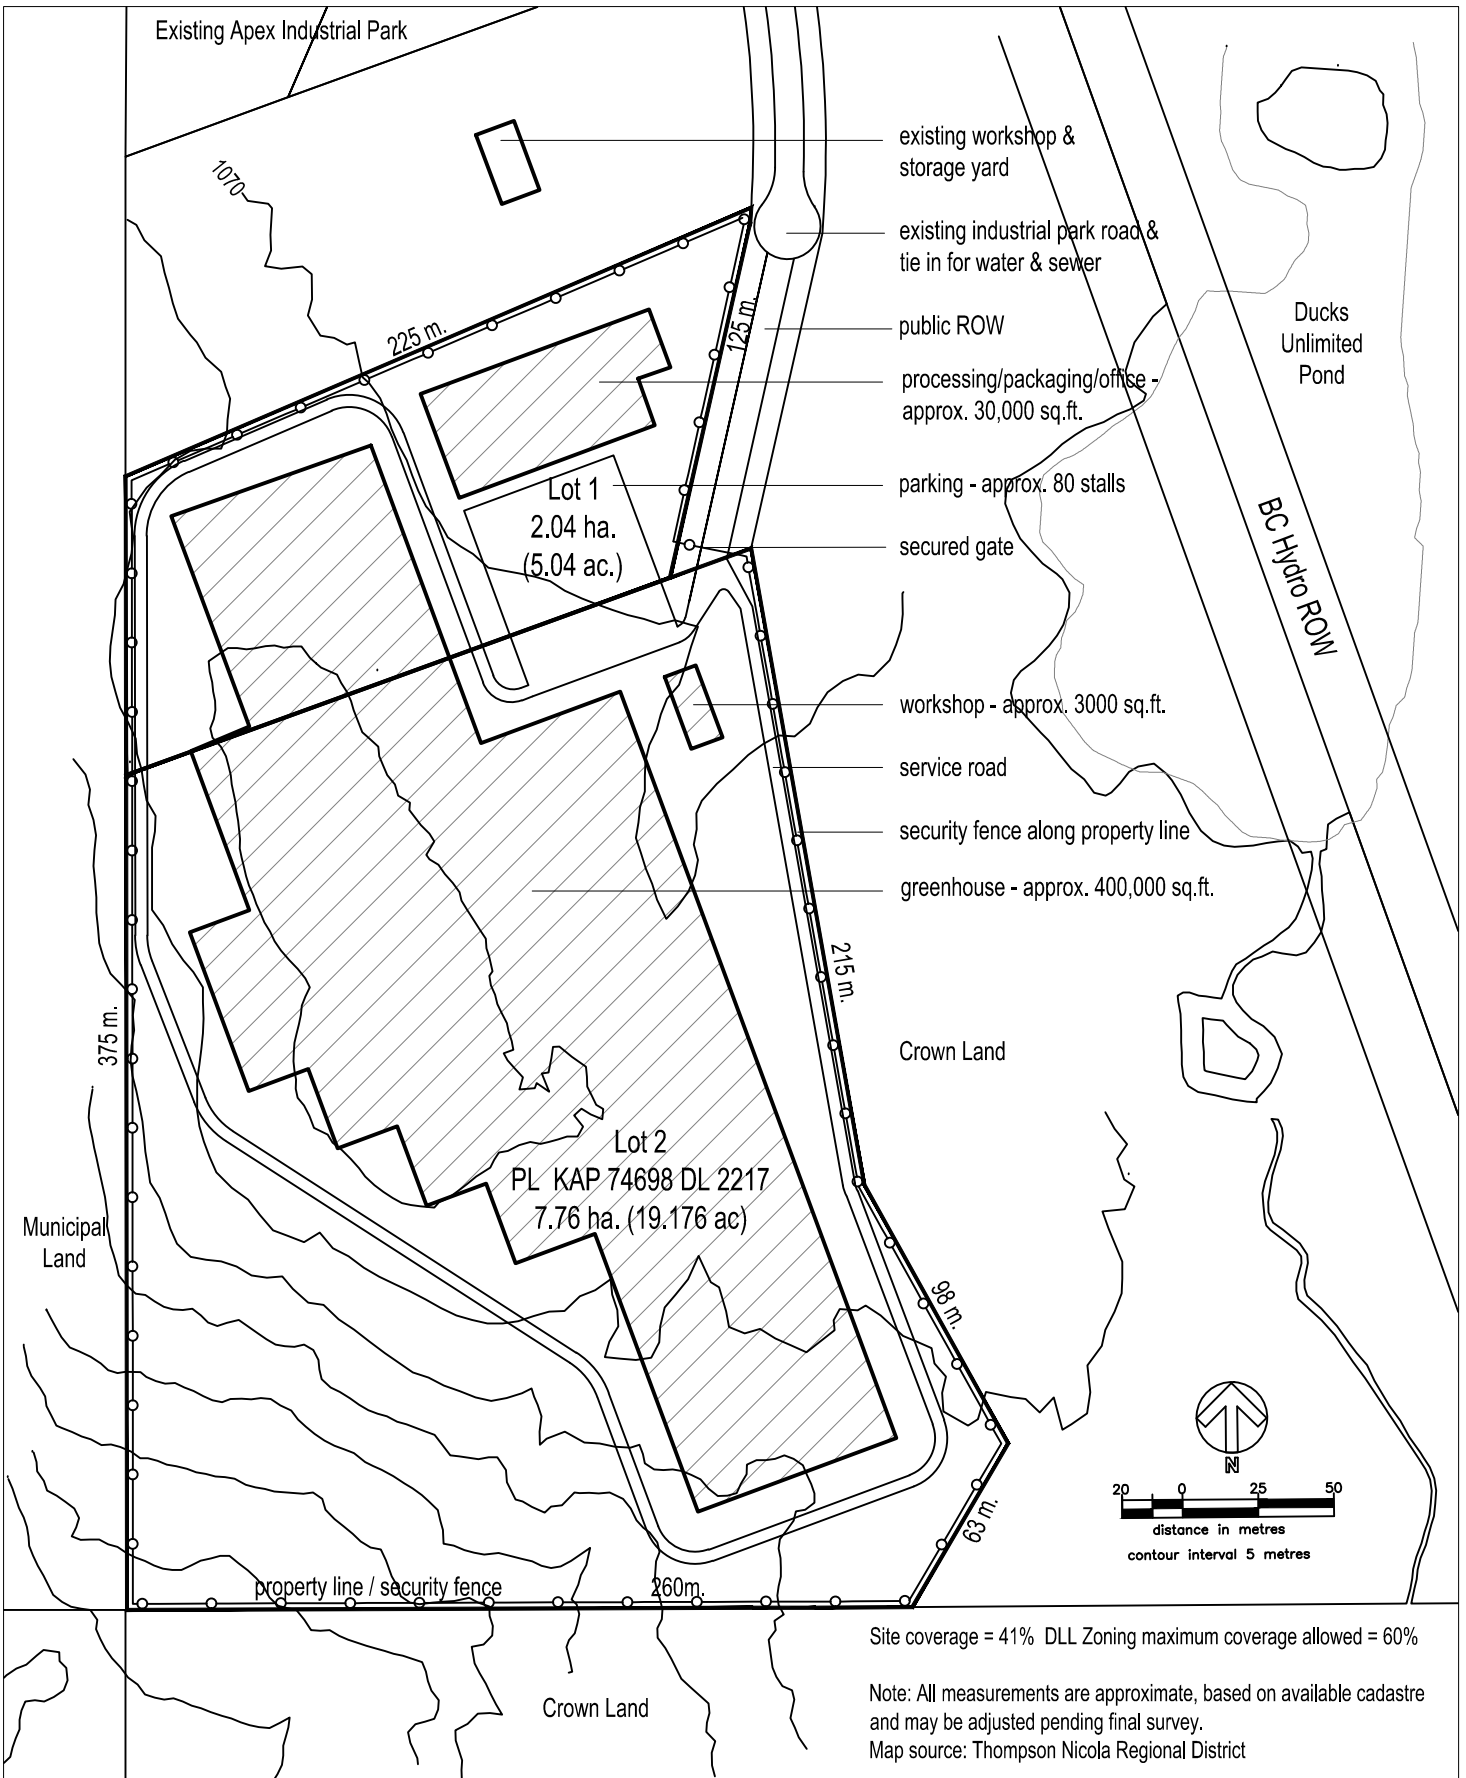 Existing Apex Industrial Park
1070
existing workshop &
storage yard
existing industrial park road &
tie in for water & sewer
225 m.
125 m.
public ROW
Ducks
Unlimited
Pond
processing/packaging/office -
approx. 30,000 sq.ft.
parking - approx. 80 stalls
Lot 1
2.04 ha.
(5.04 ac.)
secured gate
BC Hydro ROW
workshop - approx. 3000 sq.ft.
service road
security fence along property line
greenhouse - approx. 400,000 sq.ft.
215 m.
375 m.
Crown Land
Lot 2
PL KAP 74698 DL 2217
7.76 ha. (19.176 ac)
Municipal
Land
98 m.
N
20 0 25 50
distance in metres
contour interval 5 metres
63 m.
property line / security fence
260m.
Site coverage = 41% DLL Zoning maximum coverage allowed = 60%
Crown Land
Note: All measurements are approximate, based on available cadastre
and may be adjusted pending final survey.
Map source: Thompson Nicola Regional District